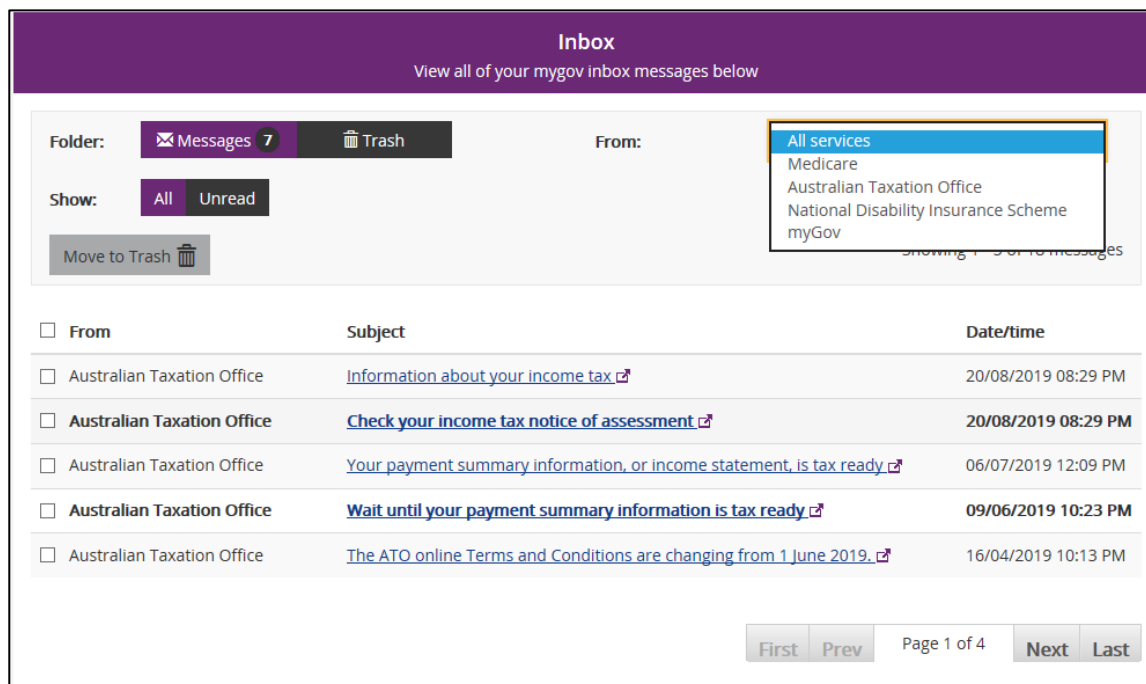 Inbox
View all of your mygov inbox messages below
Folder: Messages 7 Trash From: All services
Medicare
Australian Taxation Office
National Disability Insurance Scheme
myGov
Show: All Unread
Move to Trash
messages
From Subject Date/time
Australian Taxation Office Information about your income tax 20/08/2019 08:29 PM
Australian Taxation Office Check your income tax notice of assessment 20/08/2019 08:29 PM
Australian Taxation Office Your payment summary information, or income statement, is tax ready 06/07/2019 12:09 PM
Australian Taxation Office Wait until your payment summary information is tax ready 09/06/2019 10:23 PM
Australian Taxation Office The ATO online Terms and Conditions are changing from 1 June 2019. 16/04/2019 10:13 PM
First Prev Page 1 of 4 Next Last